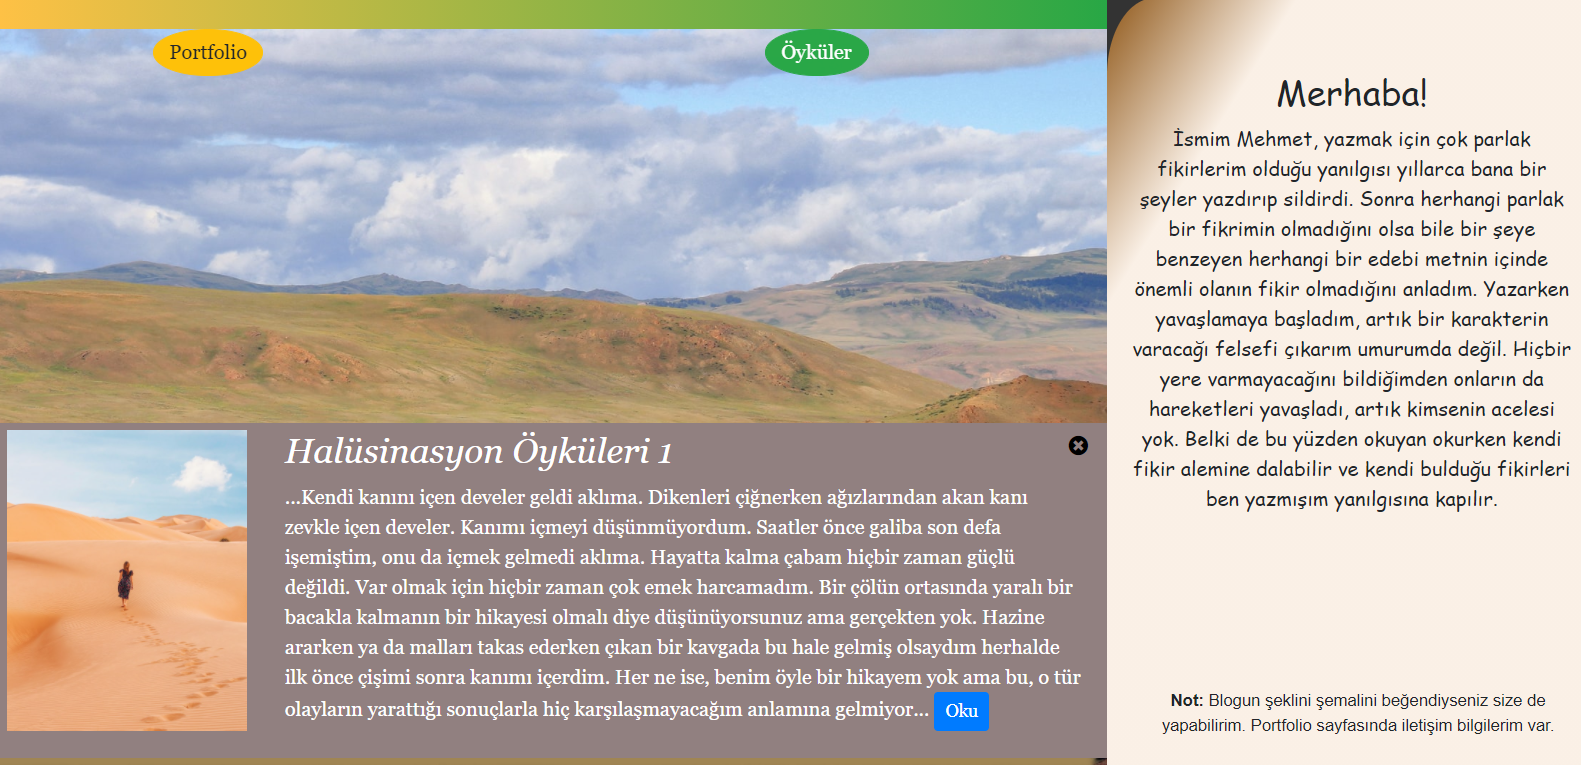 Portfolio
Öyküler
Halüsinasyon Öyküleri 1
...Kendi kanını içen develer geldi aklıma. Dikenleri çiğnerken ağızlarından akan kanı
zevkle içen develer. Kanımı içmeyi düşünmüyordum. Saatler önce galiba son defa
işemiştim, onu da içmek gelmedi aklıma. Hayatta kalma çabam hiçbir zaman güçlü
değildi. Var olmak için hiçbir zaman çok emek harcamadım. Bir çölün ortasında yaralı bir
bacakla kalmanın bir hikayesi olmalı diye düşünüyorsunuz ama gerçekten yok. Hazine
ararken ya da malları takas ederken çıkan bir kavgada bu hale gelmiş olsaydım herhalde
ilk önce çişimi sonra kanımı içerdim. Her ne ise, benim öyle bir hikayem yok ama bu, o tür
olayların yarattığı sonuçlarla hiç karşılaşmayacağım anlamına gelmiyor... Oku
Merhaba!
İsmim Mehmet, yazmak için çok parlak
fikirlerim olduğu yanılgısı yıllarca bana bir
şeyler yazdırıp sildirdi. Sonra herhangi parlak
bir fikrimin olmadığını olsa bile bir şeye
benzeyen herhangi bir edebi metnin içinde
önemli olanın fikir olmadığını anladım. Yazarken
yavaşlamaya başladım, artık bir karakterin
varacağı felsefi çıkarım umurumda değil. Hiçbir
yere varmayacağını bildiğimden onların da
hareketleri yavaşladı, artık kimsenin acelesi
yok. Belki de bu yüzden okuyan okurken kendi
fikir alemine dalabilir ve kendi bulduğu fikirleri
ben yazmışım yanılgısına kapılır.
Not: Blogun şeklini şemalini beğendiyseniz size de
yapabilirim. Portfolio sayfasında iletişim bilgilerim var.